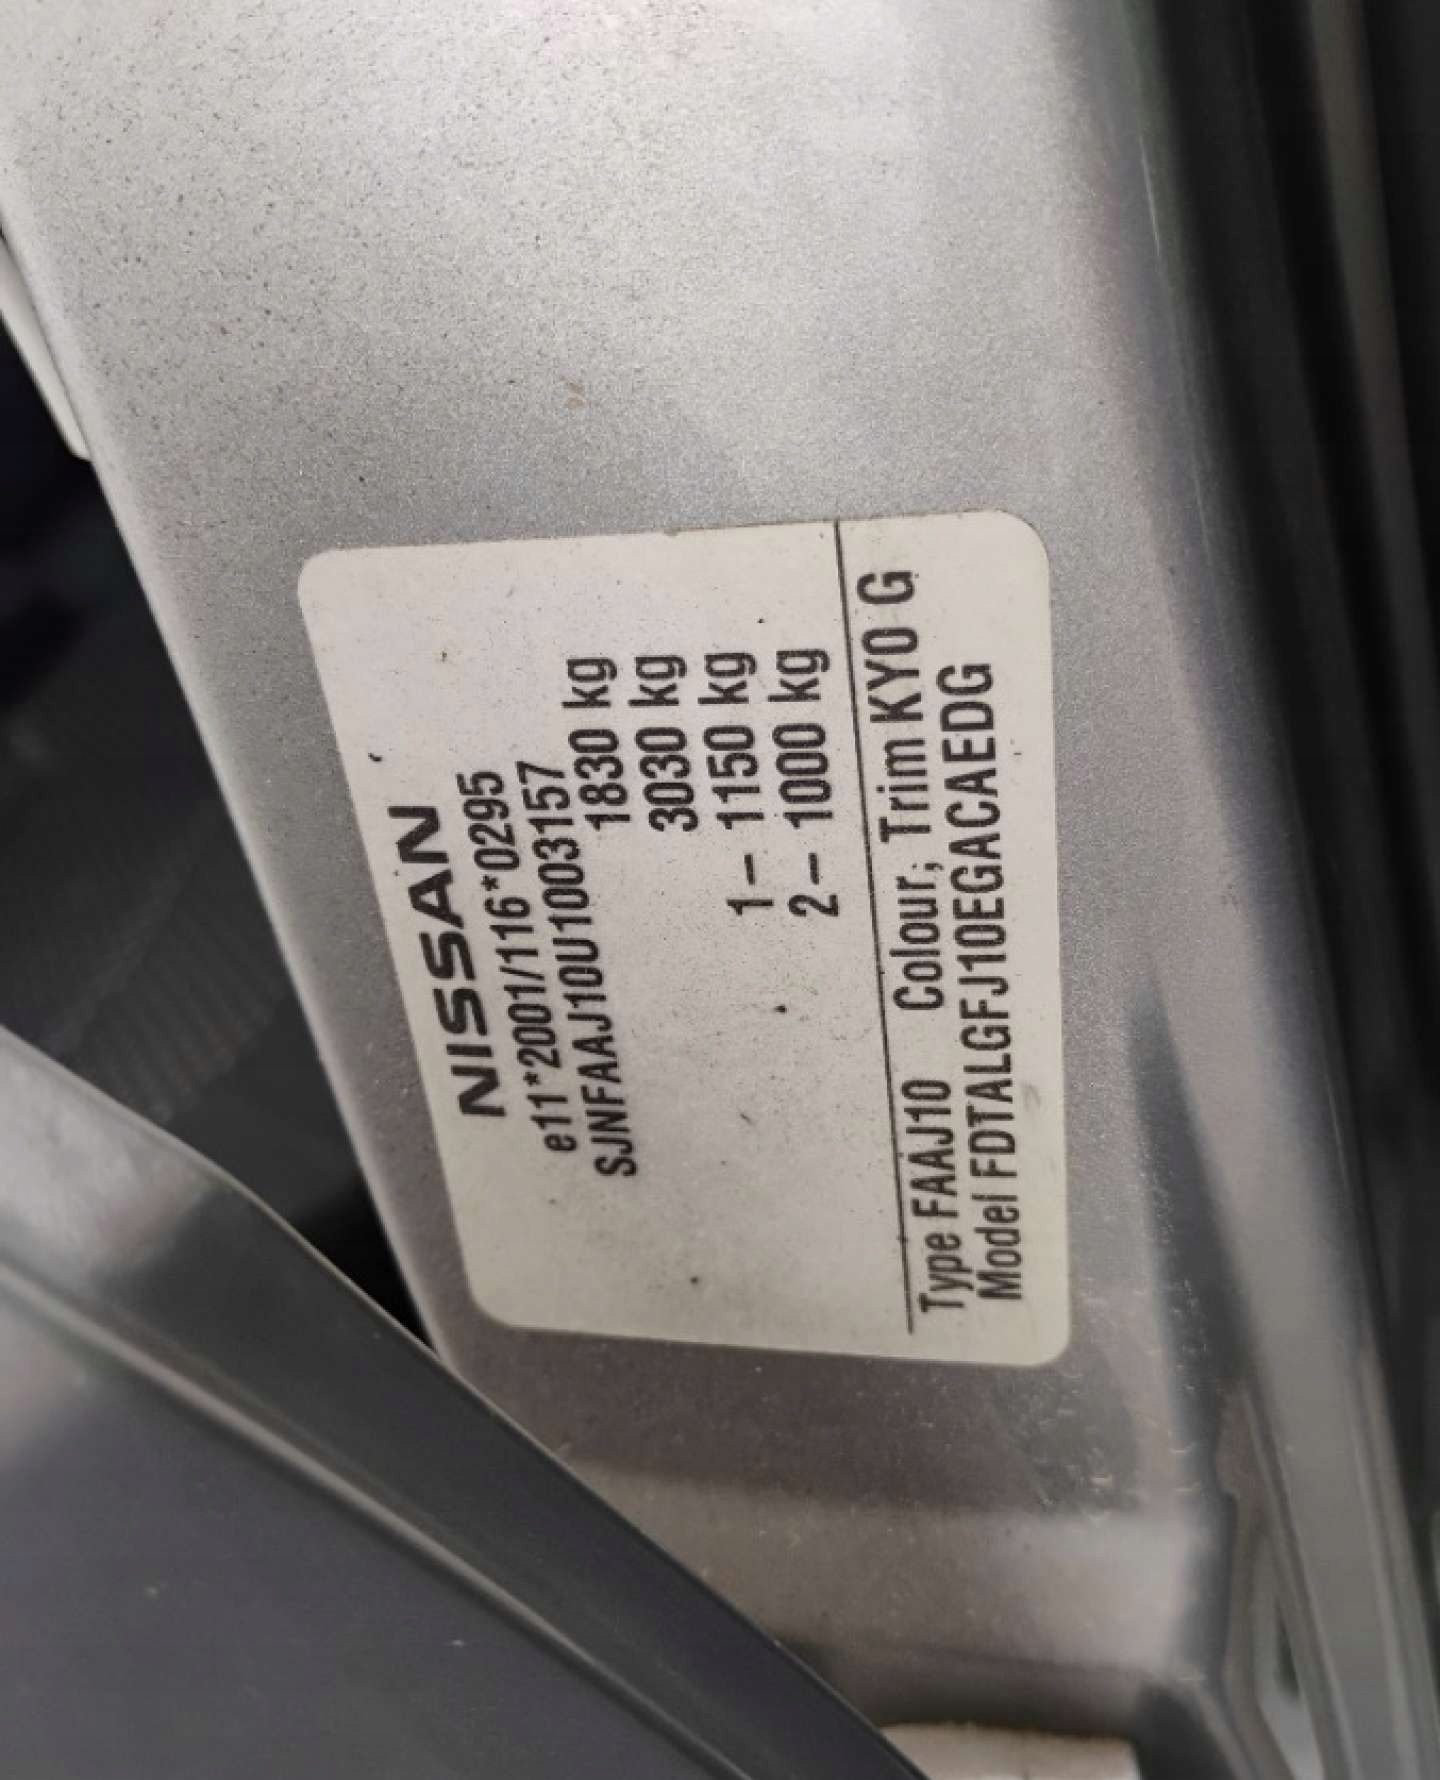 NISSAN
e11*2001/116*0295
SJNFAAJ10U1003157
1830 kg
3030 kg
1– 1150 kg
2– 1000 kg
Type FAAJ10 Colour, Trim KY0 G
Model FDTALGFJ10EGACAEDG